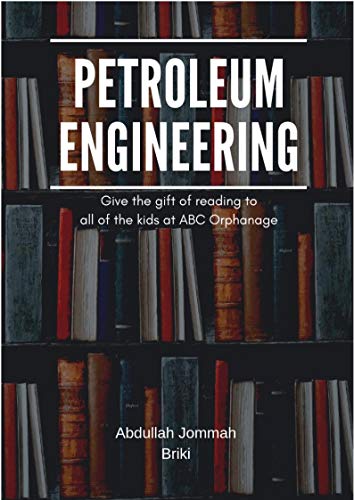 PETROLEUM
ENGINEERING
Give the gift of reading to
all of the kids at ABC Orphanage
Abdullah Jommah
Briki